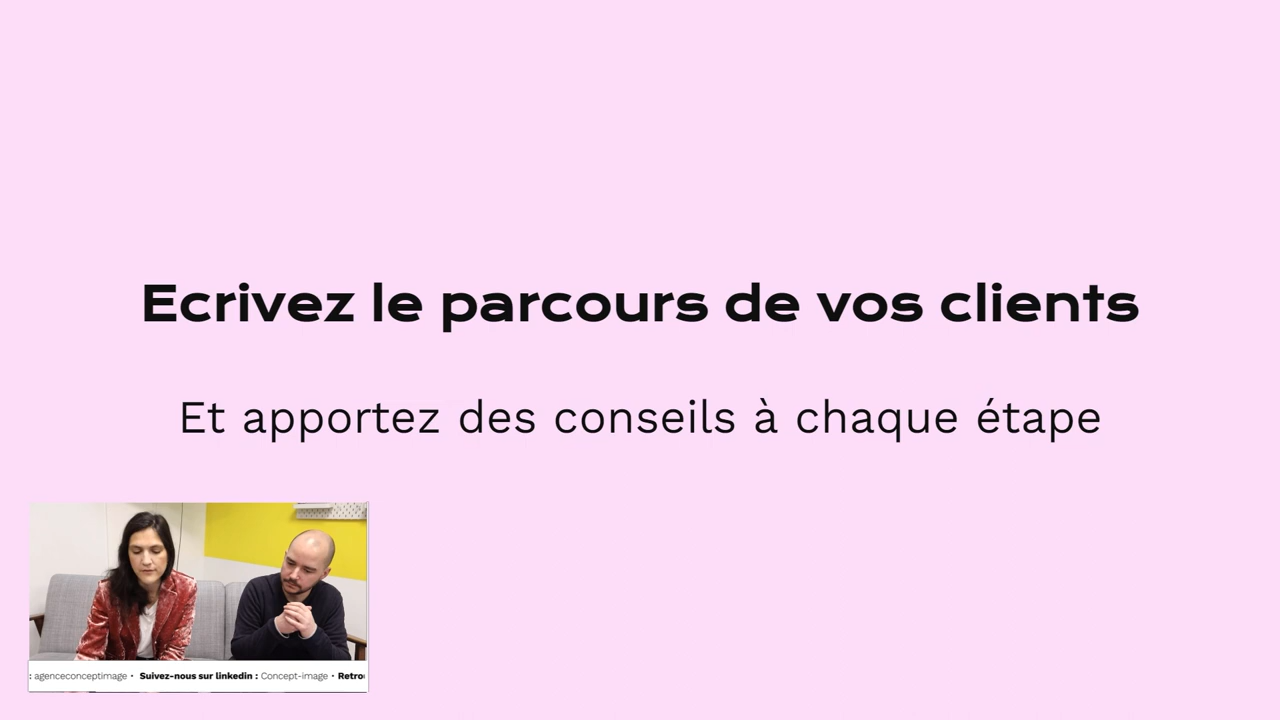 Ecrivez le parcours de vos clients
Et apportez des conseils à chaque étape
: agenceconceptimage · Suivez-nous sur linkedin : Concept-image · Retro